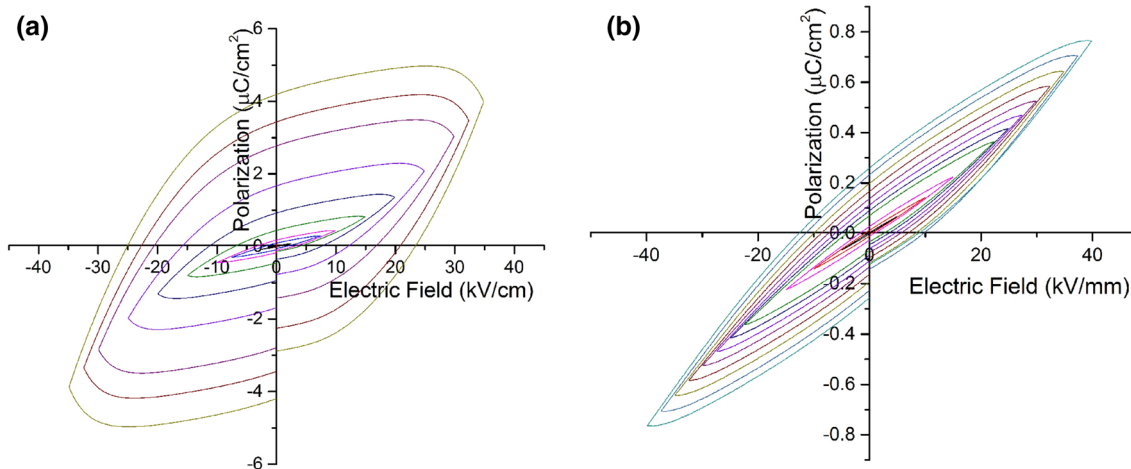 (a)
Polarization (μC/cm²)
6
4
2
0
-2
-4
-6
-40 -30 -20 -10 0 10 20 30 40
Electric Field (kV/cm)
(b)
Polarization (μC/cm²)
0.8
0.6
0.4
0.2
0.0
-0.2
-0.4
-0.6
-0.8
-40 -20 0 20 40
Electric Field (kV/mm)